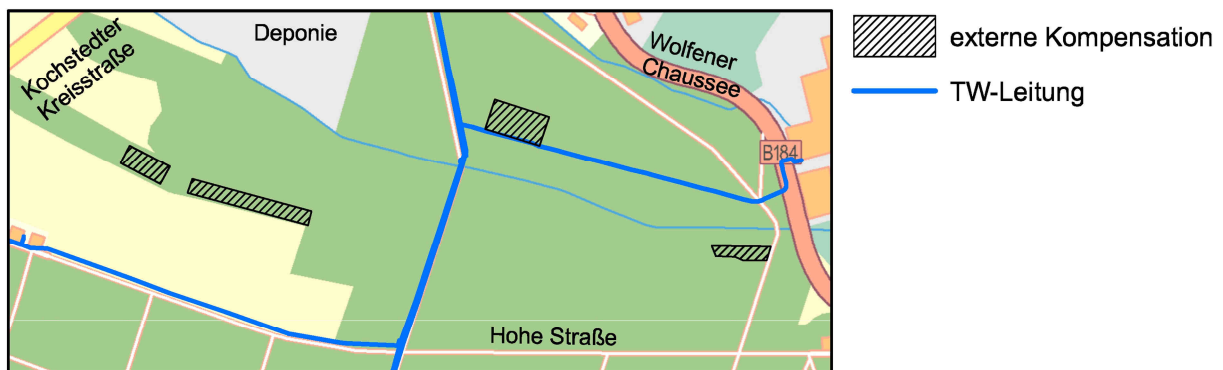 Deponie
Kochstedter
Kreisstraße
Wolfener
Chaussee
B184
Hohe Straße
externe Kompensation
TW-Leitung